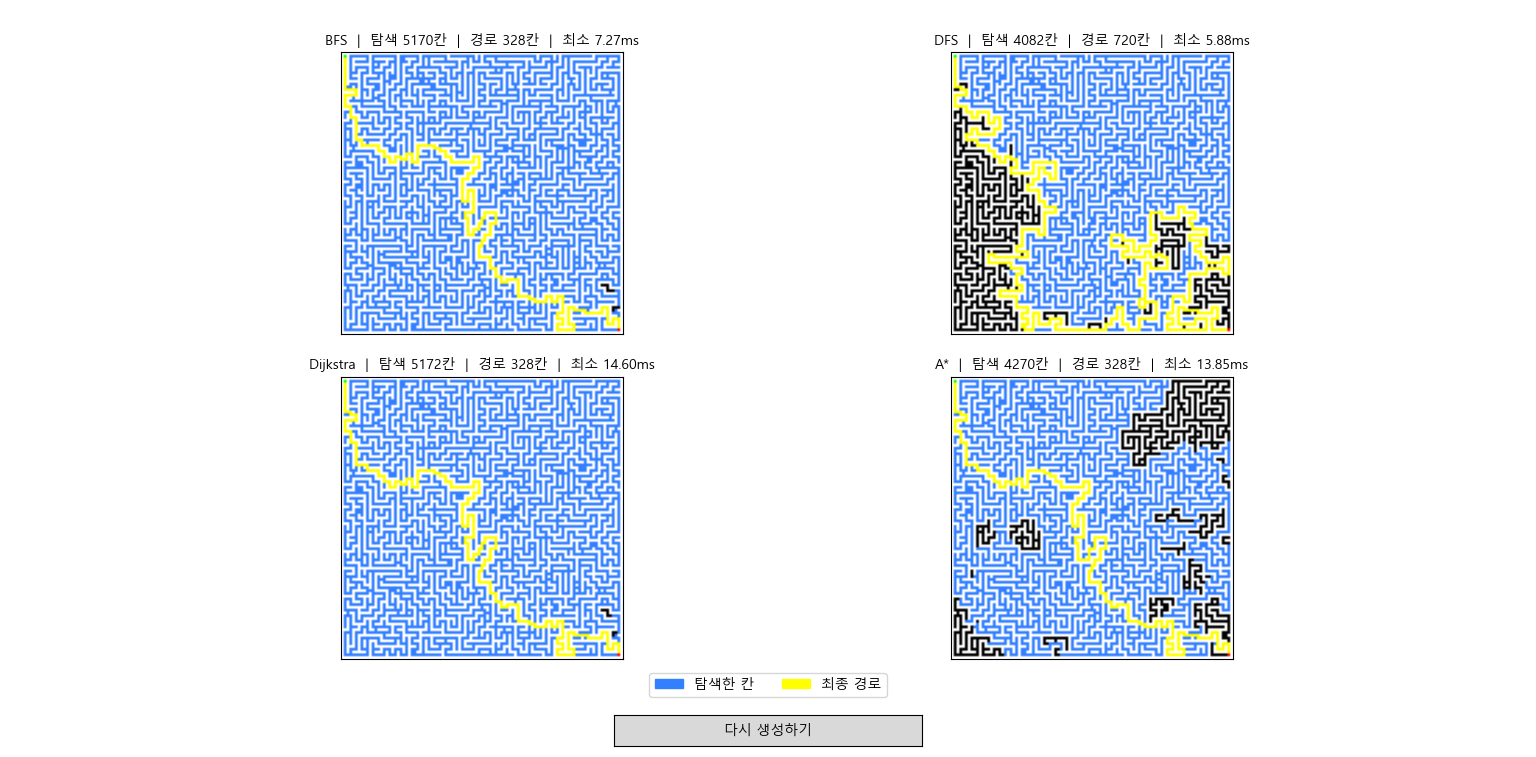 BFS | 탐색 5170칸 | 경로 328칸 | 최소 7.27ms
DFS | 탐색 4082칸 | 경로 720칸 | 최소 5.88ms
Dijkstra | 탐색 5172칸 | 경로 328칸 | 최소 14.60ms
A* | 탐색 4270칸 | 경로 328칸 | 최소 13.85ms
탐색한 칸
최종 경로
다시 생성하기